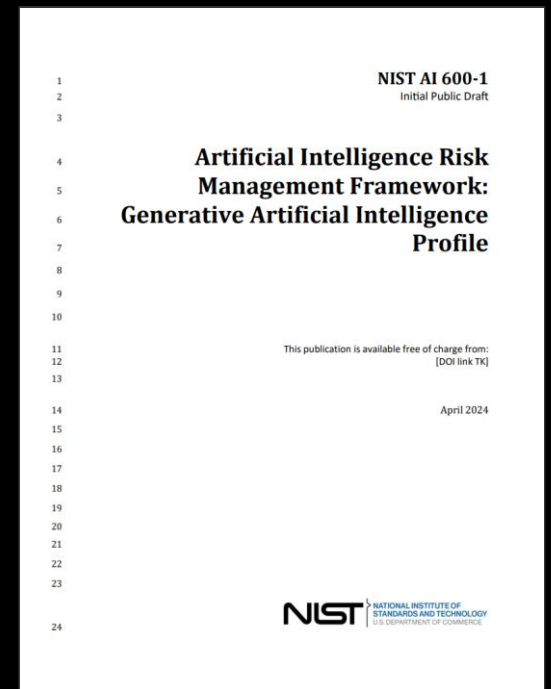 1 NIST AI 600-1
2 Initial Public Draft
3
4 Artificial Intelligence Risk
5 Management Framework:
6 Generative Artificial Intelligence
7 Profile
8
9
10
11 This publication is available free of charge from:
12 [DOI link TK]
13
14 April 2024
15
16
17
18
19
20
21
22
23
NIST NATIONAL INSTITUTE OF
STANDARDS AND TECHNOLOGY
U.S. DEPARTMENT OF COMMERCE
24